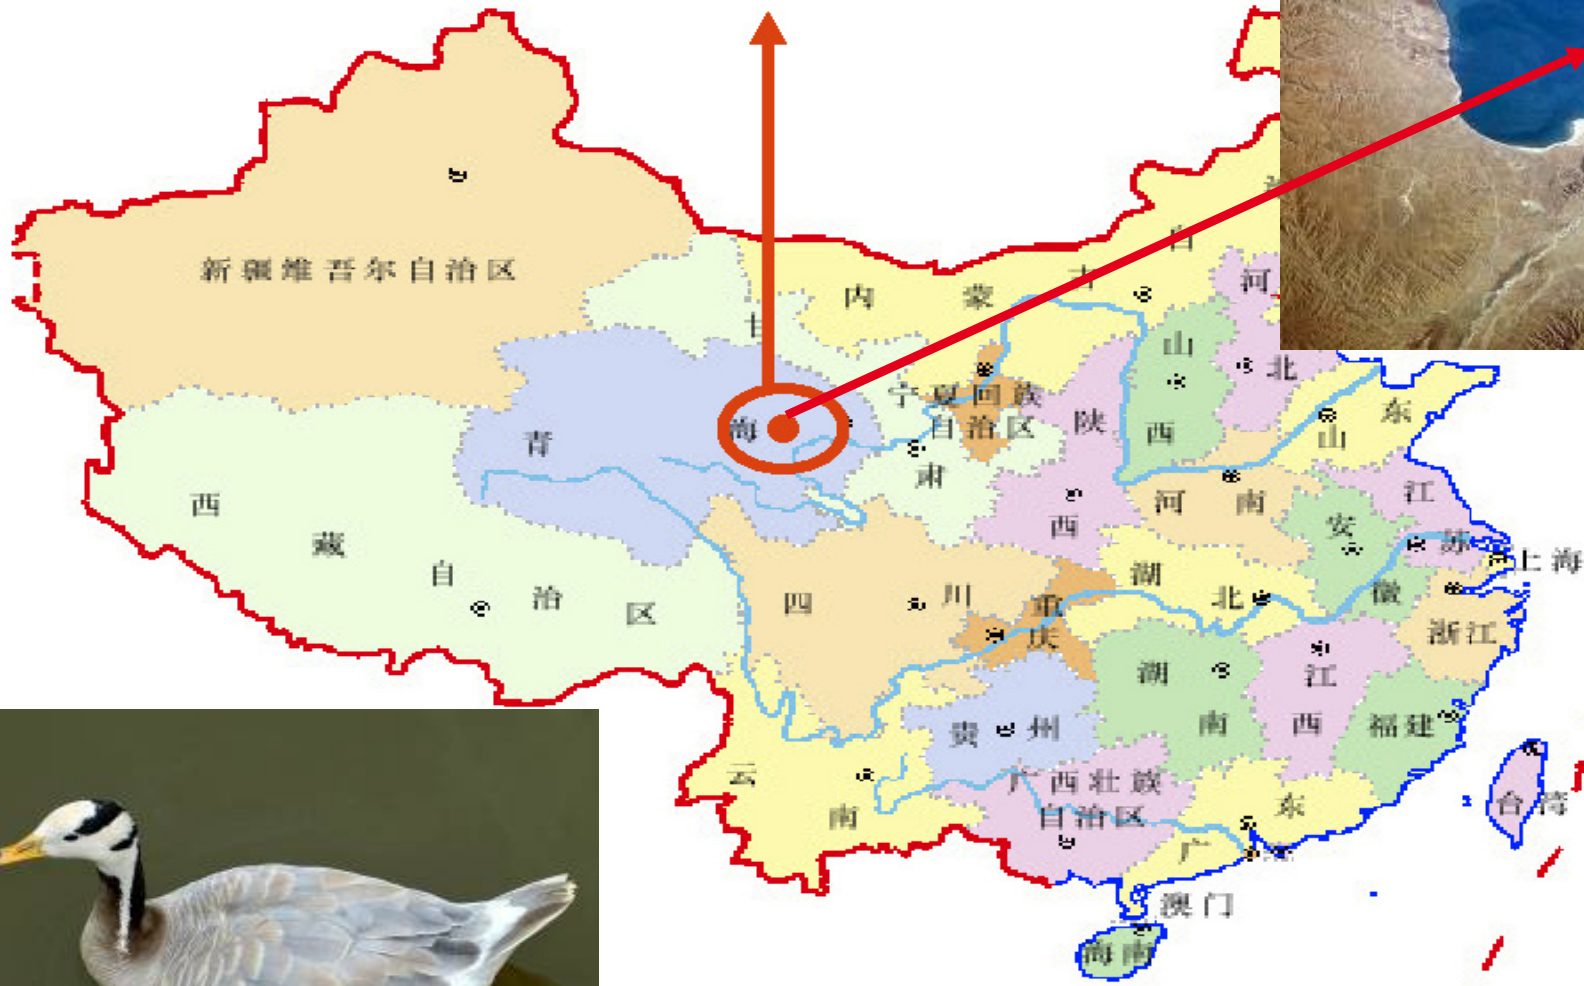 新疆维吾尔自治区
内蒙古自
甘
肃
宁夏回族
自治区
青海
西藏自治区
陕西
山西
河北
山东
河南
江苏
安徽
上海
四川
重庆
湖北
浙江
湖南
江西
福建
贵州
云南
广西壮族
自治区
广东
台湾
澳门
海南